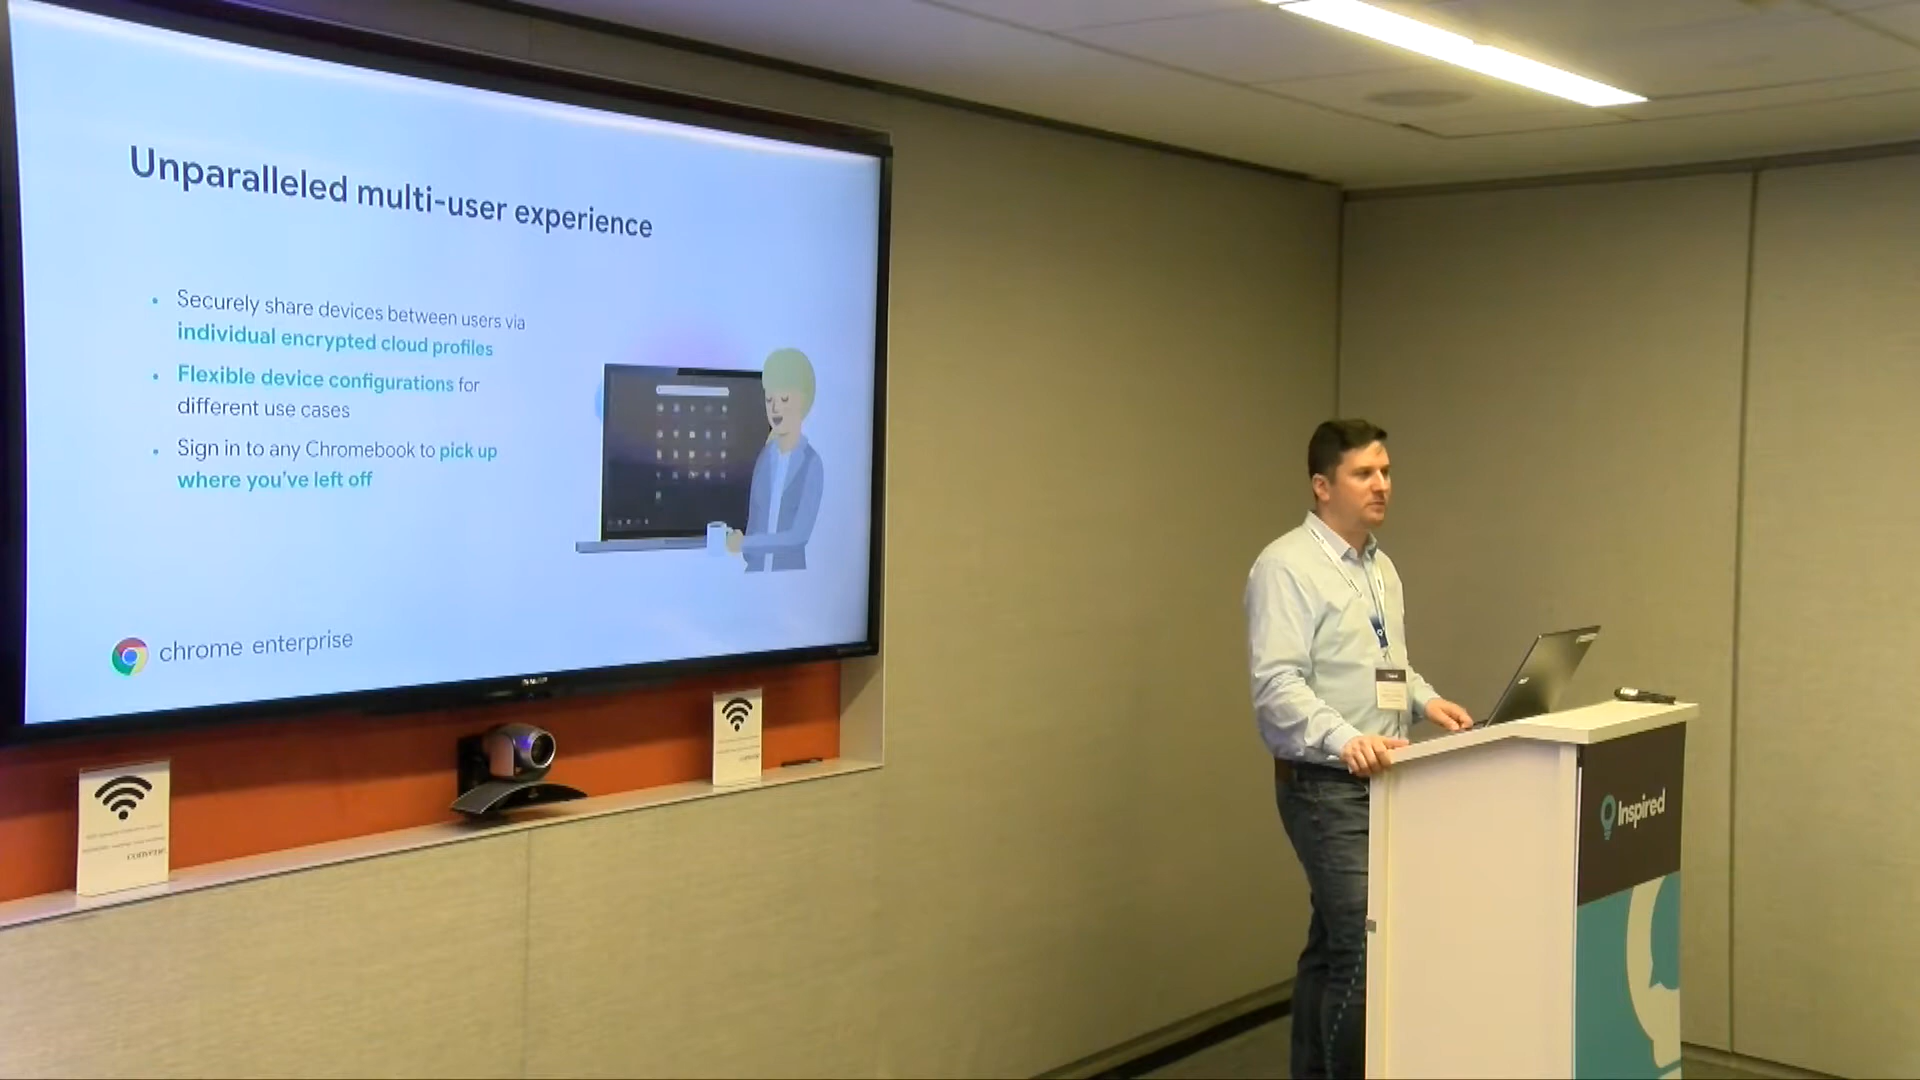 Unparalleled multi-user experience
• Securely share devices between users via
individual encrypted cloud profiles
• Flexible device configurations for
different use cases
• Sign in to any Chromebook to pick up
where you've left off
chrome enterprise
convene
Inspired